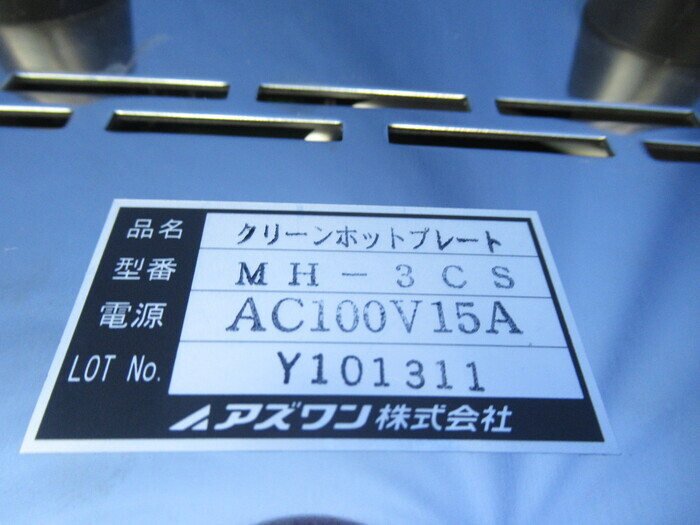 品名 クリーンホットプレート
型番 MH-3CS
電源 AC100V15A
LOT No. Y101311
アズワン株式会社